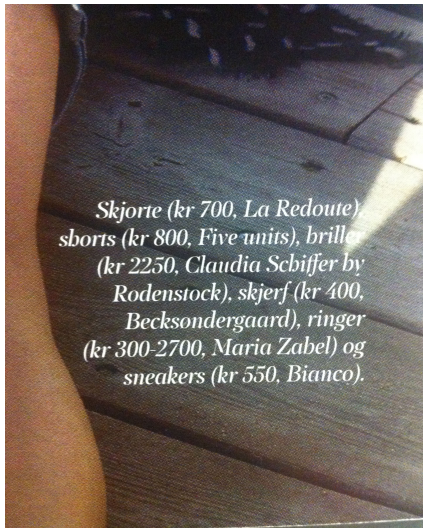 Skjorte (kr 700, La Redoute),
shorts (kr 800, Five units), briller
(kr 2250, Claudia Schiffer by
Rodenstock), skjerf (kr 400,
Becksøndergaard), ringer
(kr 300-2700, Maria Zabel) og
sneakers (kr 550, Bianco).